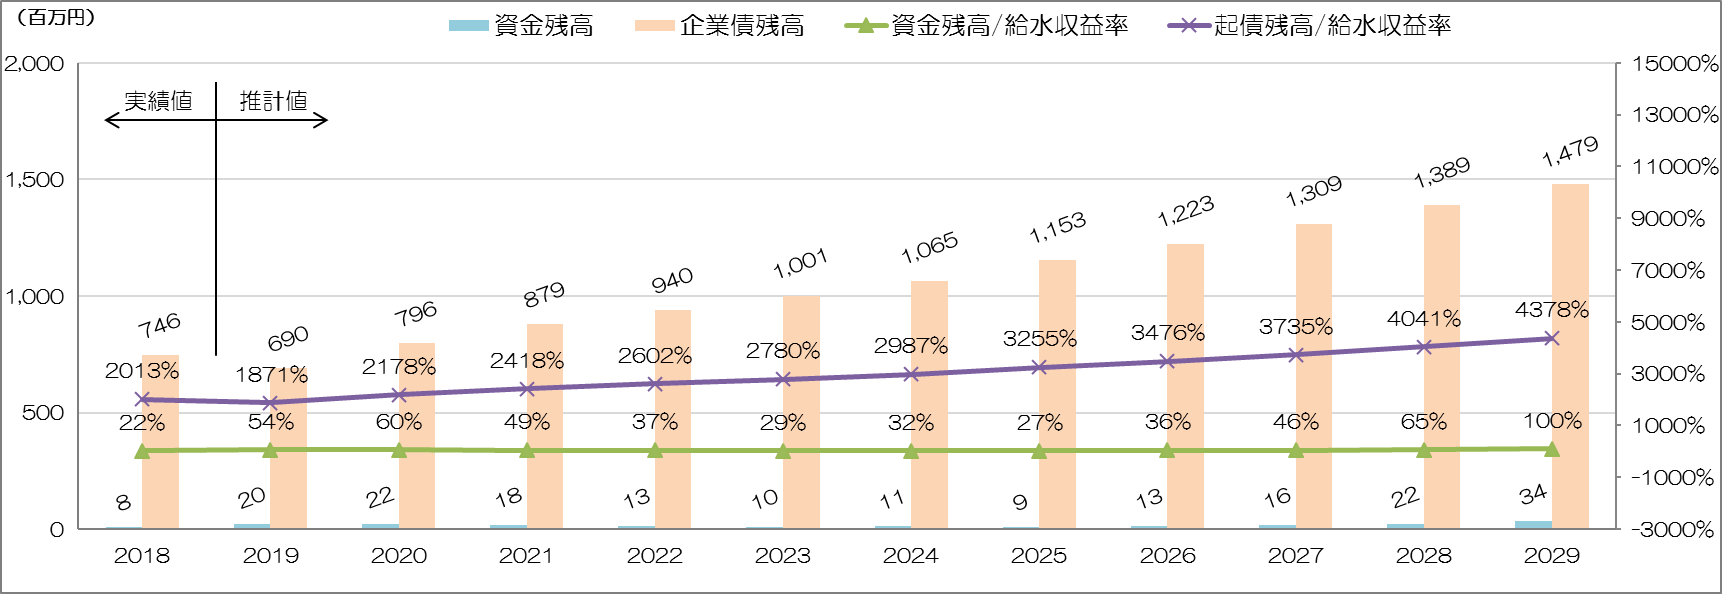 （百万円）
資金残高 企業債残高 資金残高/給水収益率 起債残高/給水収益率
2,000 15000%
実績値 推計値
13000%
1,500 11000%
9000%
7000%
1,000
5000%
3000%
500
1000%
-1000%
0 -3000%
746 690 796 879 940 1,001 1,065 1,153 1,223 1,309 1,389 1,479
2013% 1871% 2178% 2418% 2602% 2780% 2987% 3255% 3476% 3735% 4041% 4378%
22% 54% 60% 49% 37% 29% 32% 27% 36% 46% 65% 100%
8 20 22 18 13 10 11 9 13 16 22 34
2018 2019 2020 2021 2022 2023 2024 2025 2026 2027 2028 2029